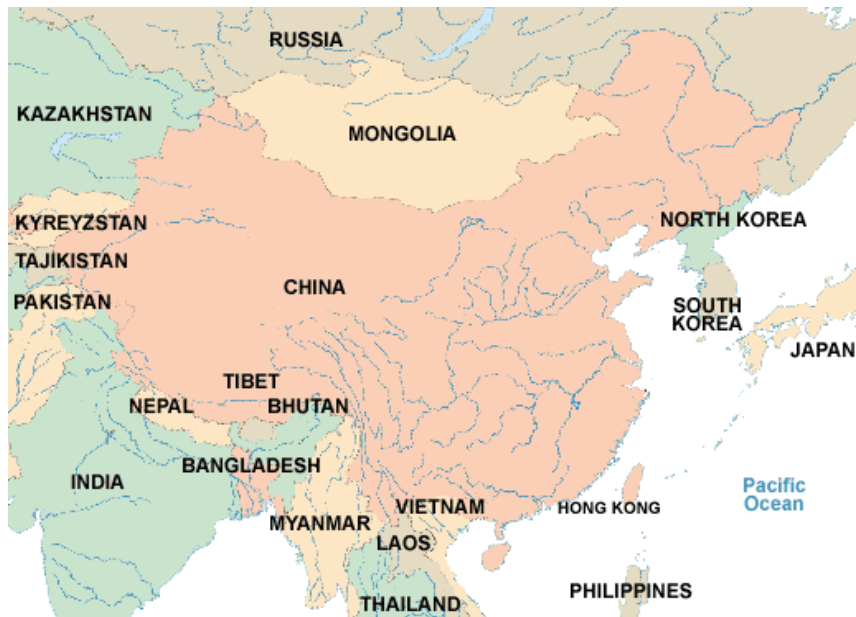 RUSSIA
KAZAKHSTAN
MONGOLIA
KYREYZSTAN
NORTH KOREA
TAJIKISTAN
CHINA
PAKISTAN
SOUTH
KOREA
JAPAN
TIBET
NEPAL
BHUTAN
BANGLADESH
INDIA
Pacific
Ocean
VIETNAM
HONG KONG
MYANMAR
LAOS
PHILIPPINES
THAILAND